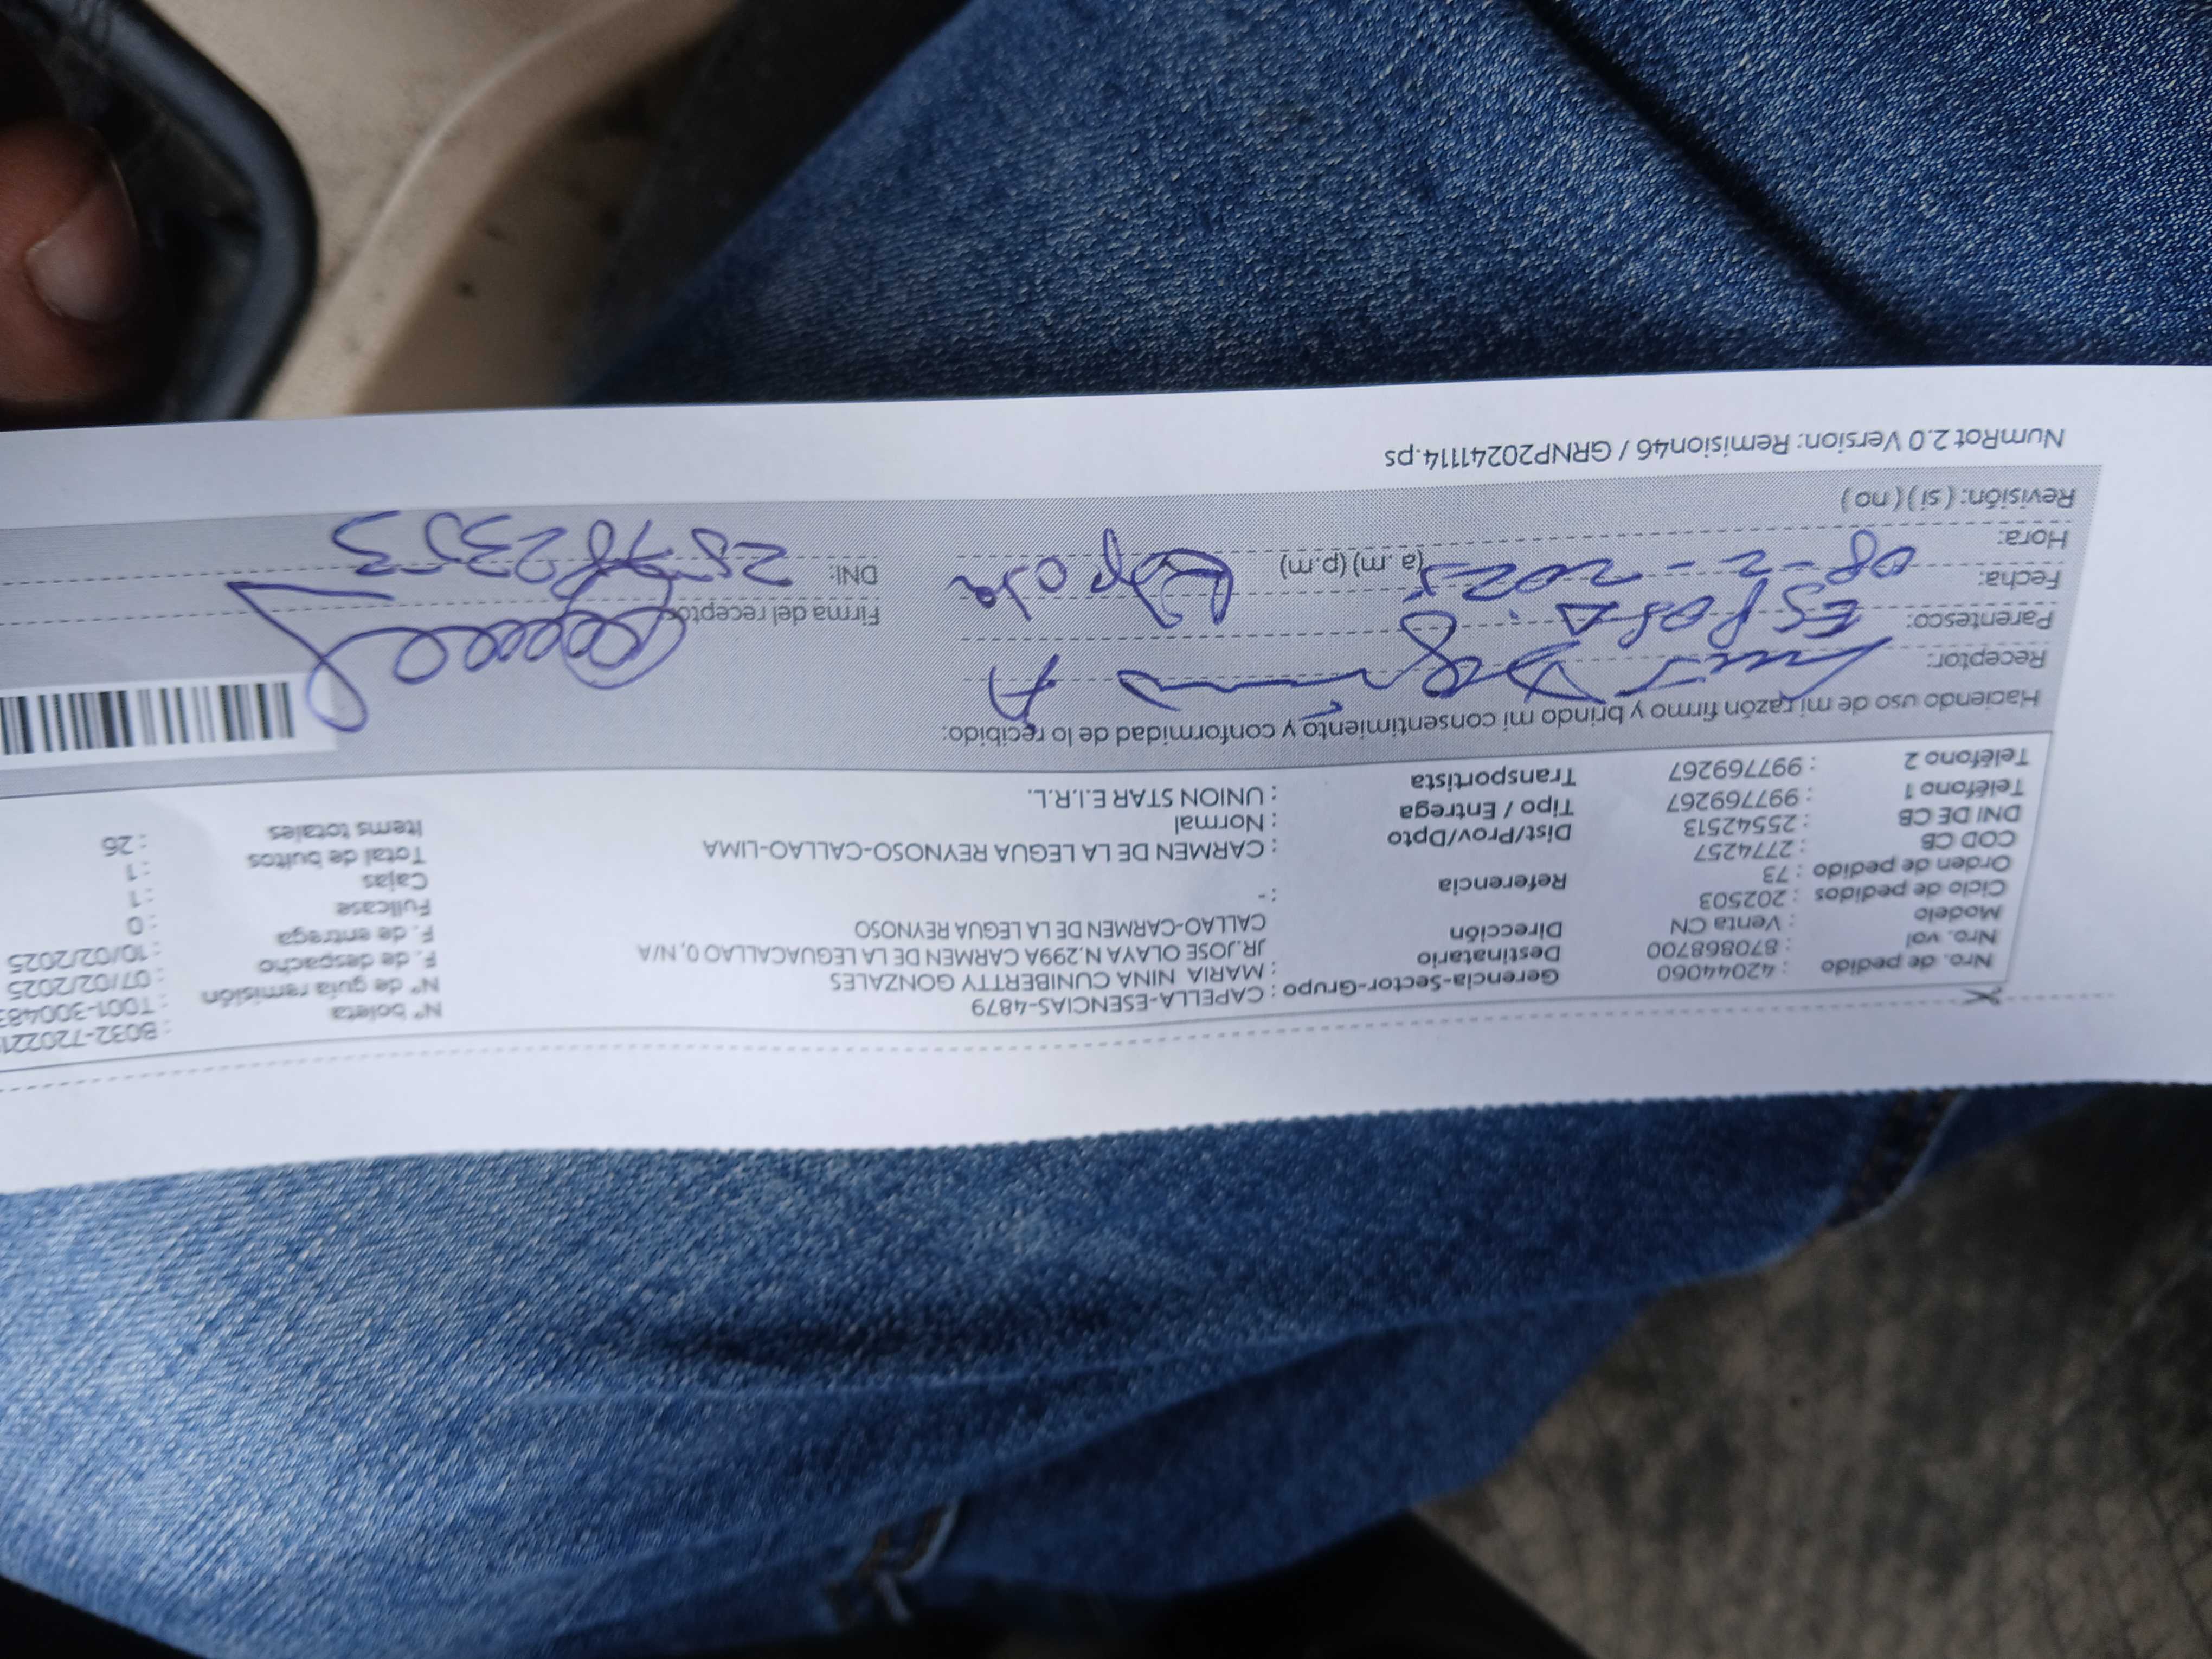 Nro. de pedido : 42044060 Gerencia-Sector-Grupo : CAPELLA-ESENCIAS-4879 N° boleta : B032-720221
Nro. vol : 870868700 Destinatario : MARIA NINA CUNIBERTTY GONZALES N° de guia remisión : T001-300483
Modelo : Venta CN Dirección JR.JOSE OLAYA N.299A CARMEN DE LA LEGUACALLAO 0, N/A F. de despacho : 07/02/2025
Ciclo de pedidos : 202503 CALLAO-CARMEN DE LA LEGUA REYNOSO F. de entrega : 10/02/2025
Orden de pedido : 73 Referencia : - Fullcase : 0
COD CB : 2774257 Dist/Prov/Dpto : CARMEN DE LA LEGUA REYNOSO-CALLAO-LIMA Cajas : 1
DNI DE CB : 25542513 Tipo / Entrega : Normal Total de bultos : 1
Teléfono 1 : 997769267 Transportista : UNION STAR E.I.R.L. Items totales : 26
Teléfono 2 : 997769267
Haciendo uso de mi razón firmo y brindo mi consentimiento y conformidad de lo recibido:
Receptor: A
Parentesco: ESPOSA. Firma del receptor
Fecha: 08-2-2025 Esposa
Hora: (a.m) (p.m) DNI: 25782353
Revisión: ( si ) ( no )
NumRot 2.0 Version: Remision46 / GRNP20241114.ps